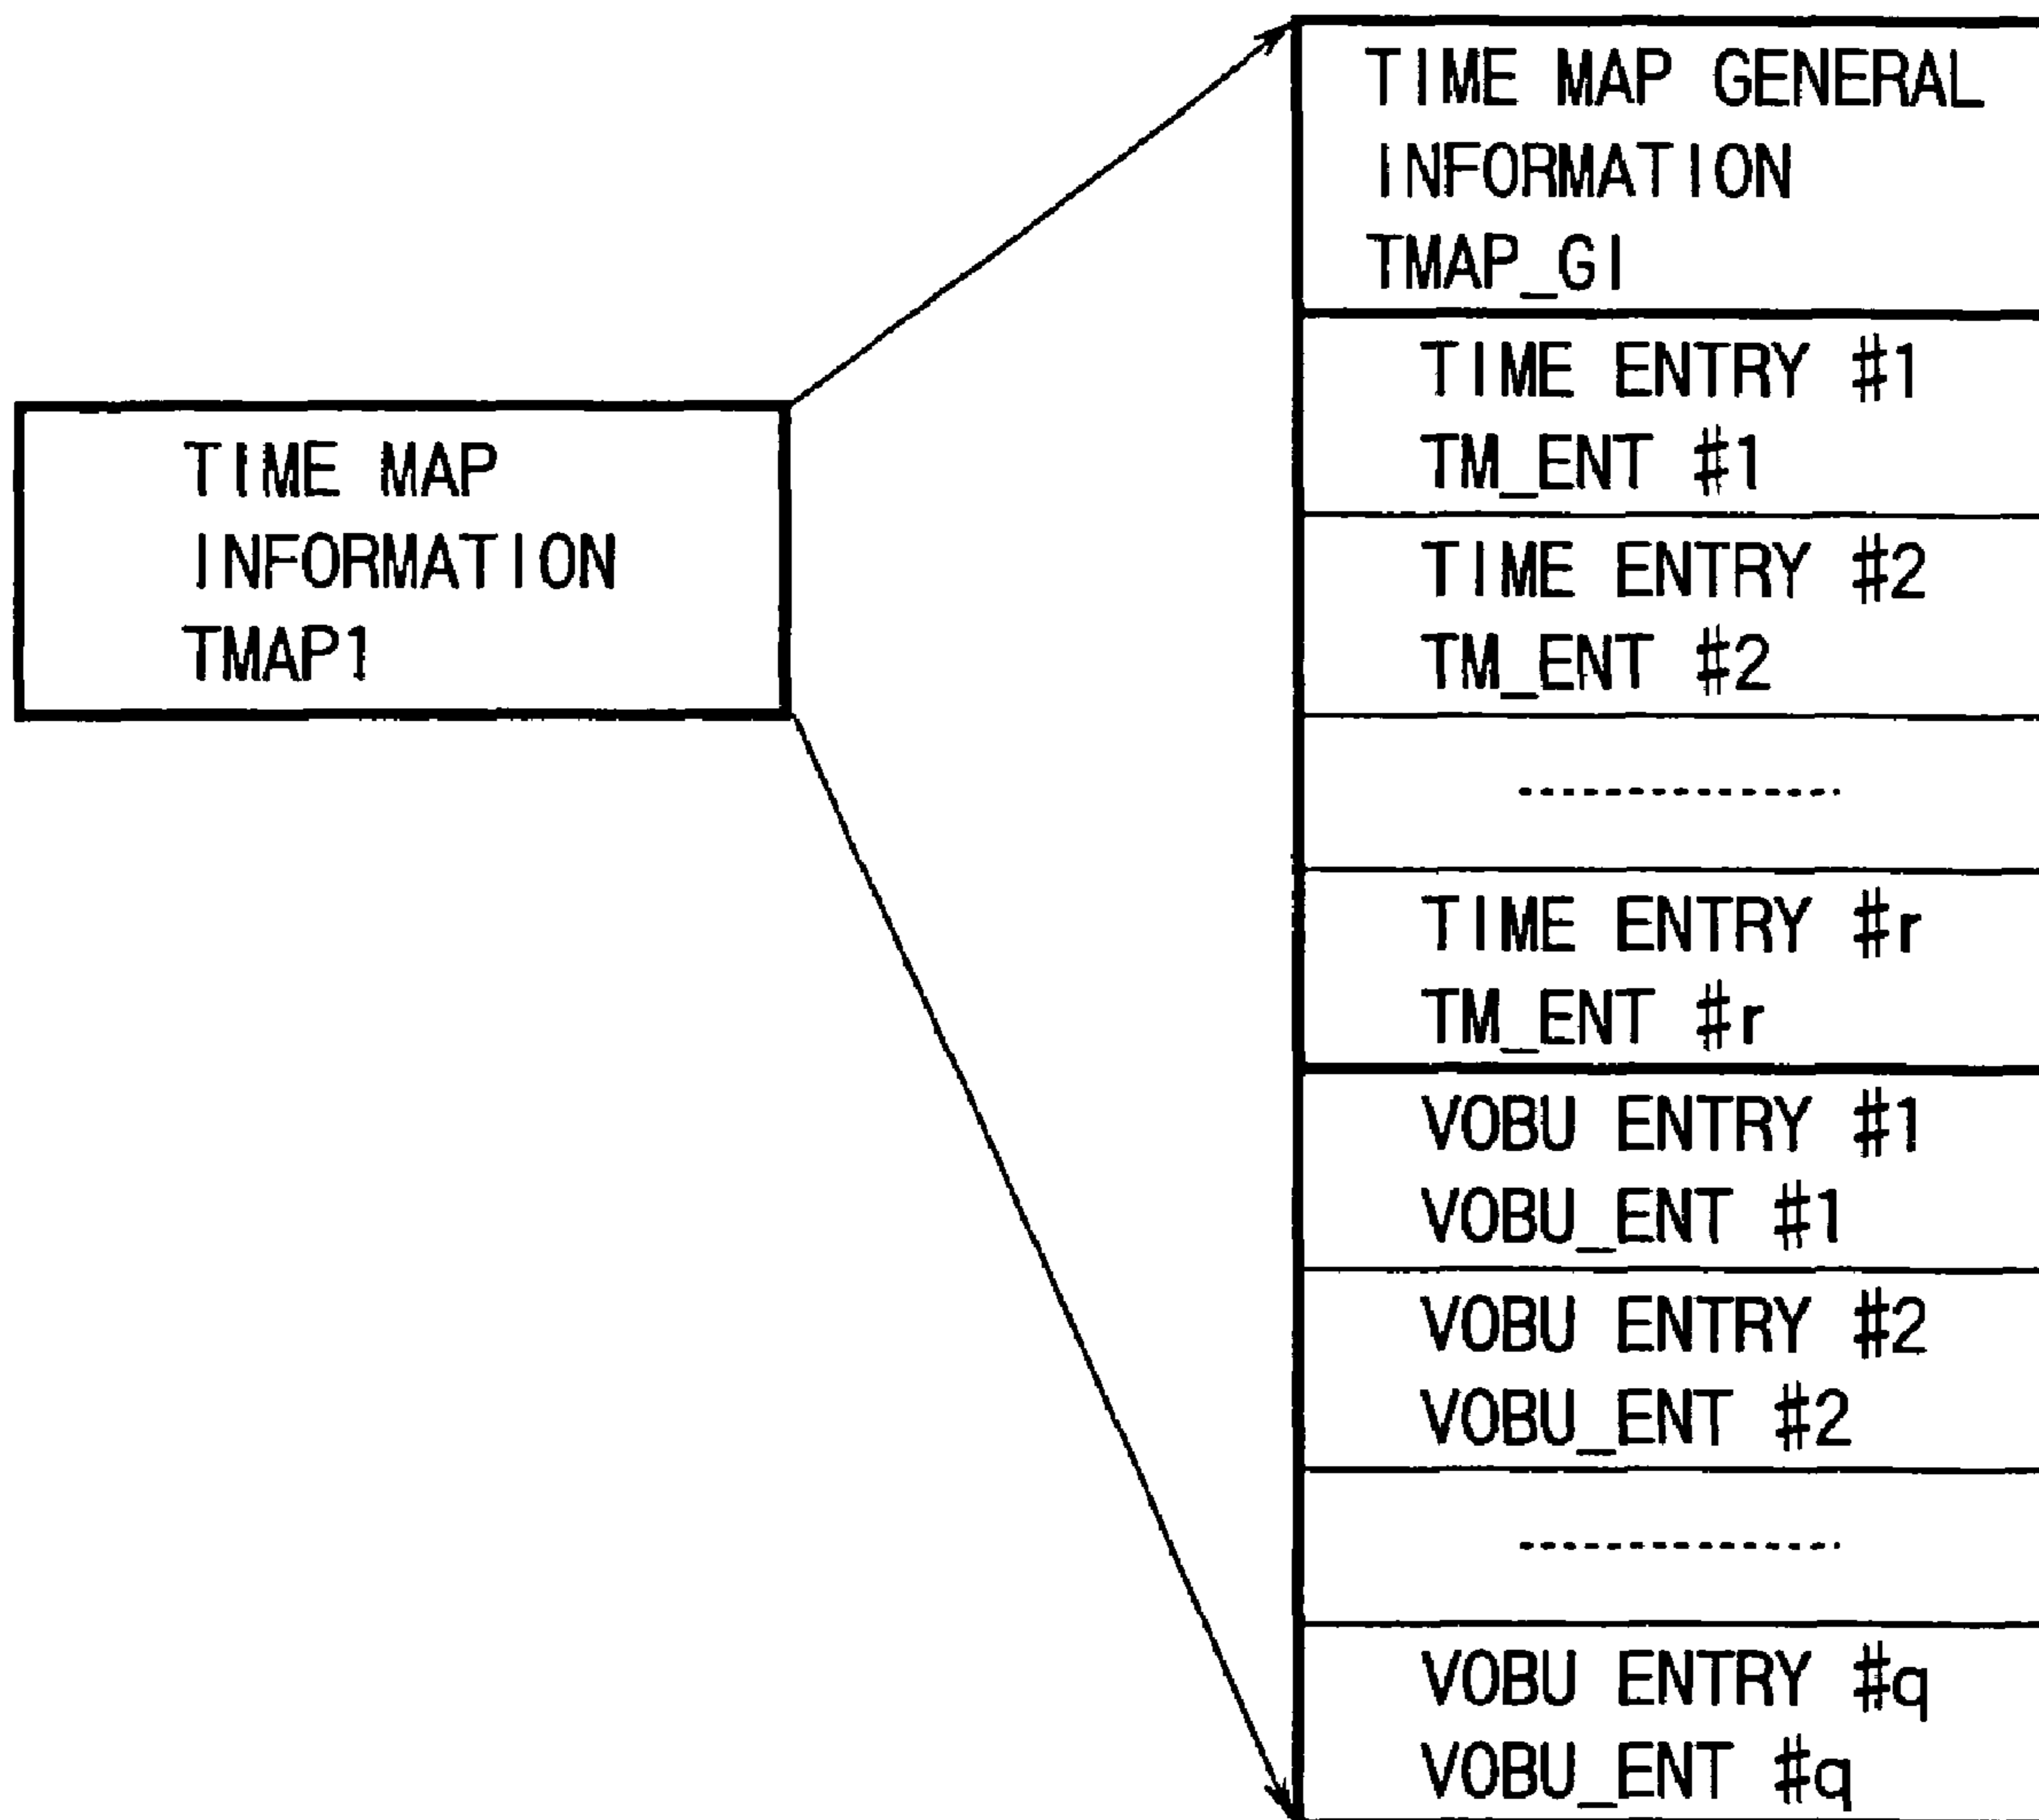 TIME MAP
INFORMATION
TMAP1
TIME MAP GENERAL
INFORMATION
TMAP_GI
TIME ENTRY #1
TM_ENT #1
TIME ENTRY #2
TM_ENT #2
TIME ENTRY #r
TM_ENT #r
VOBU ENTRY #1
VOBU_ENT #1
VOBU ENTRY #2
VOBU_ENT #2
VOBU ENTRY #q
VOBU_ENT #q